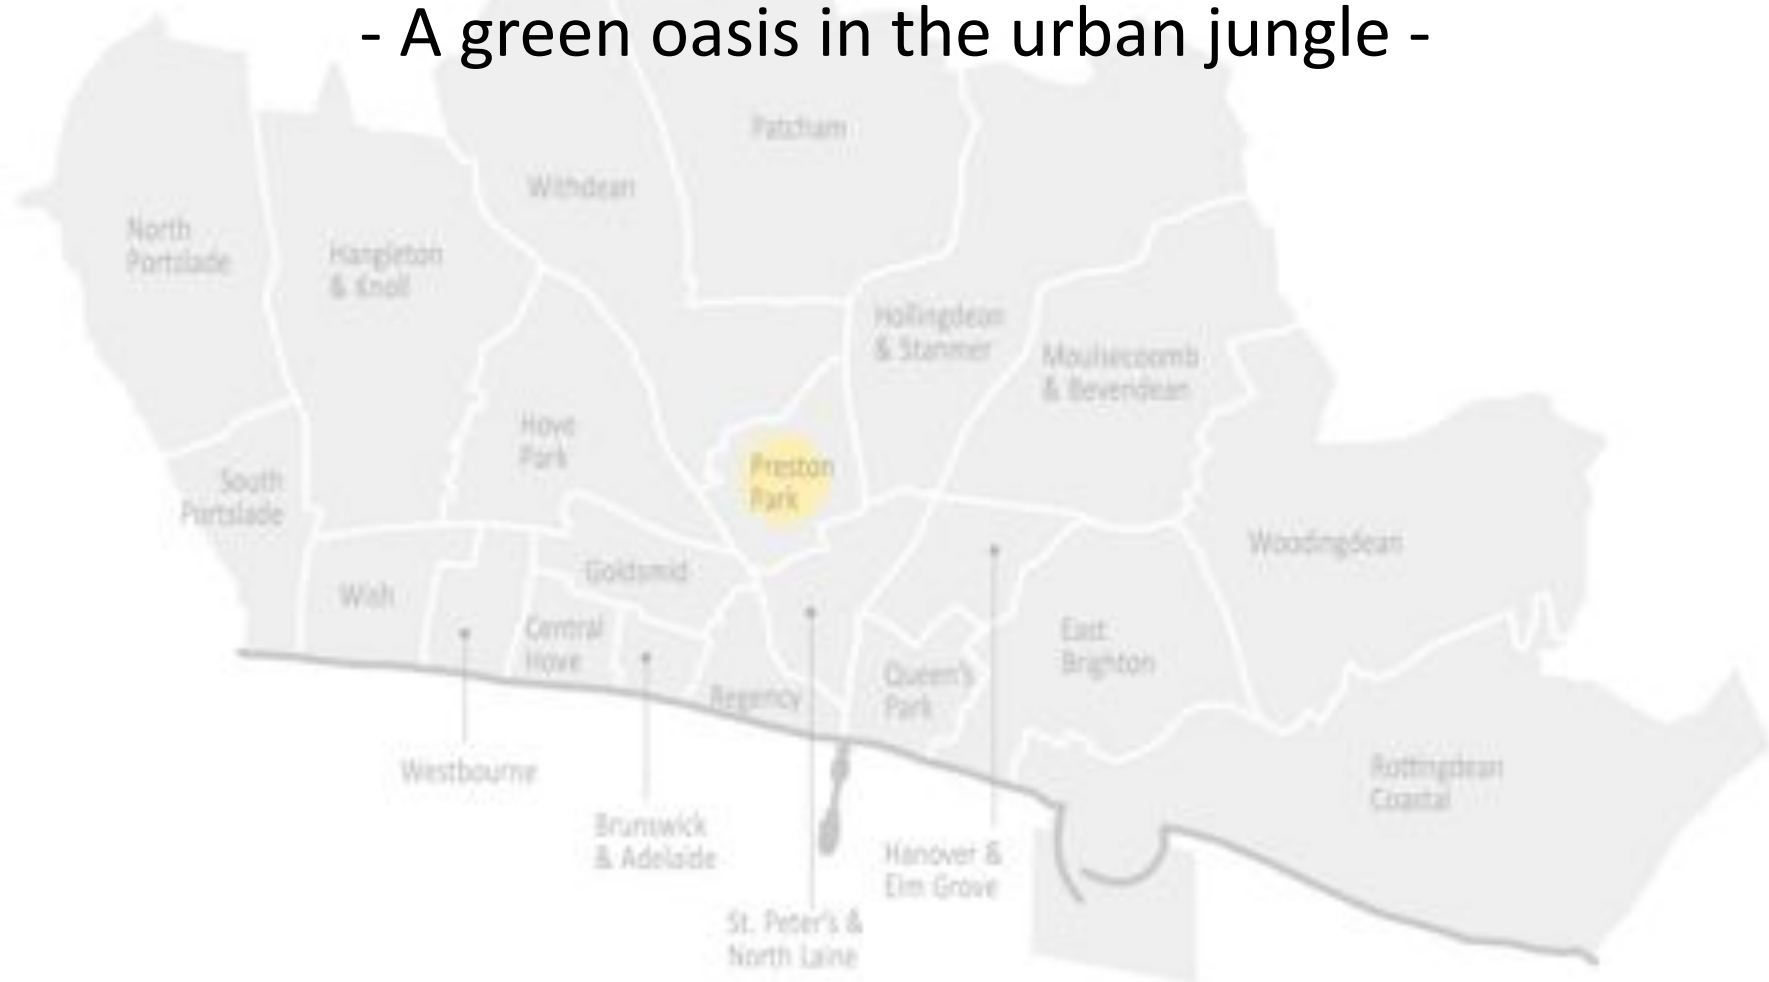 - A green oasis in the urban jungle -
Patcham
Withdean
North
Portslade
Hangleton
& Knoll
Hollingdean
& Stanmer
Moulsecoomb
& Bevendean
Hove
Park
Preston
Park
South
Portslade
Woodingdean
Goldsmid
Wish
Central
Hove
East
Brighton
Queen's
Park
Regency
Westbourne
Rottingdean
Coastal
Brunswick
& Adelaide
Hanover &
Elm Grove
St. Peter's &
North Laine